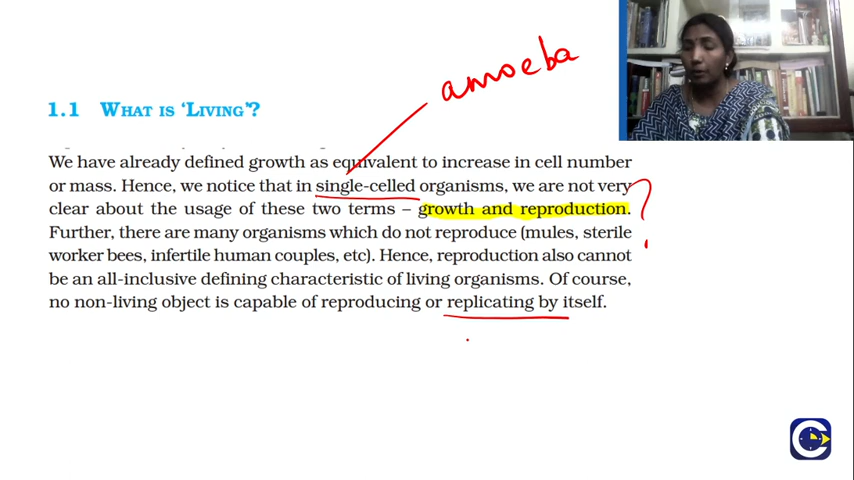 amoeba
1.1 WHAT IS ‘LIVING’?
We have already defined growth as equivalent to increase in cell number
or mass. Hence, we notice that in single-celled organisms, we are not very
clear about the usage of these two terms – growth and reproduction.
Further, there are many organisms which do not reproduce (mules, sterile
worker bees, infertile human couples, etc). Hence, reproduction also cannot
be an all-inclusive defining characteristic of living organisms. Of course,
no non-living object is capable of reproducing or replicating by itself.
?